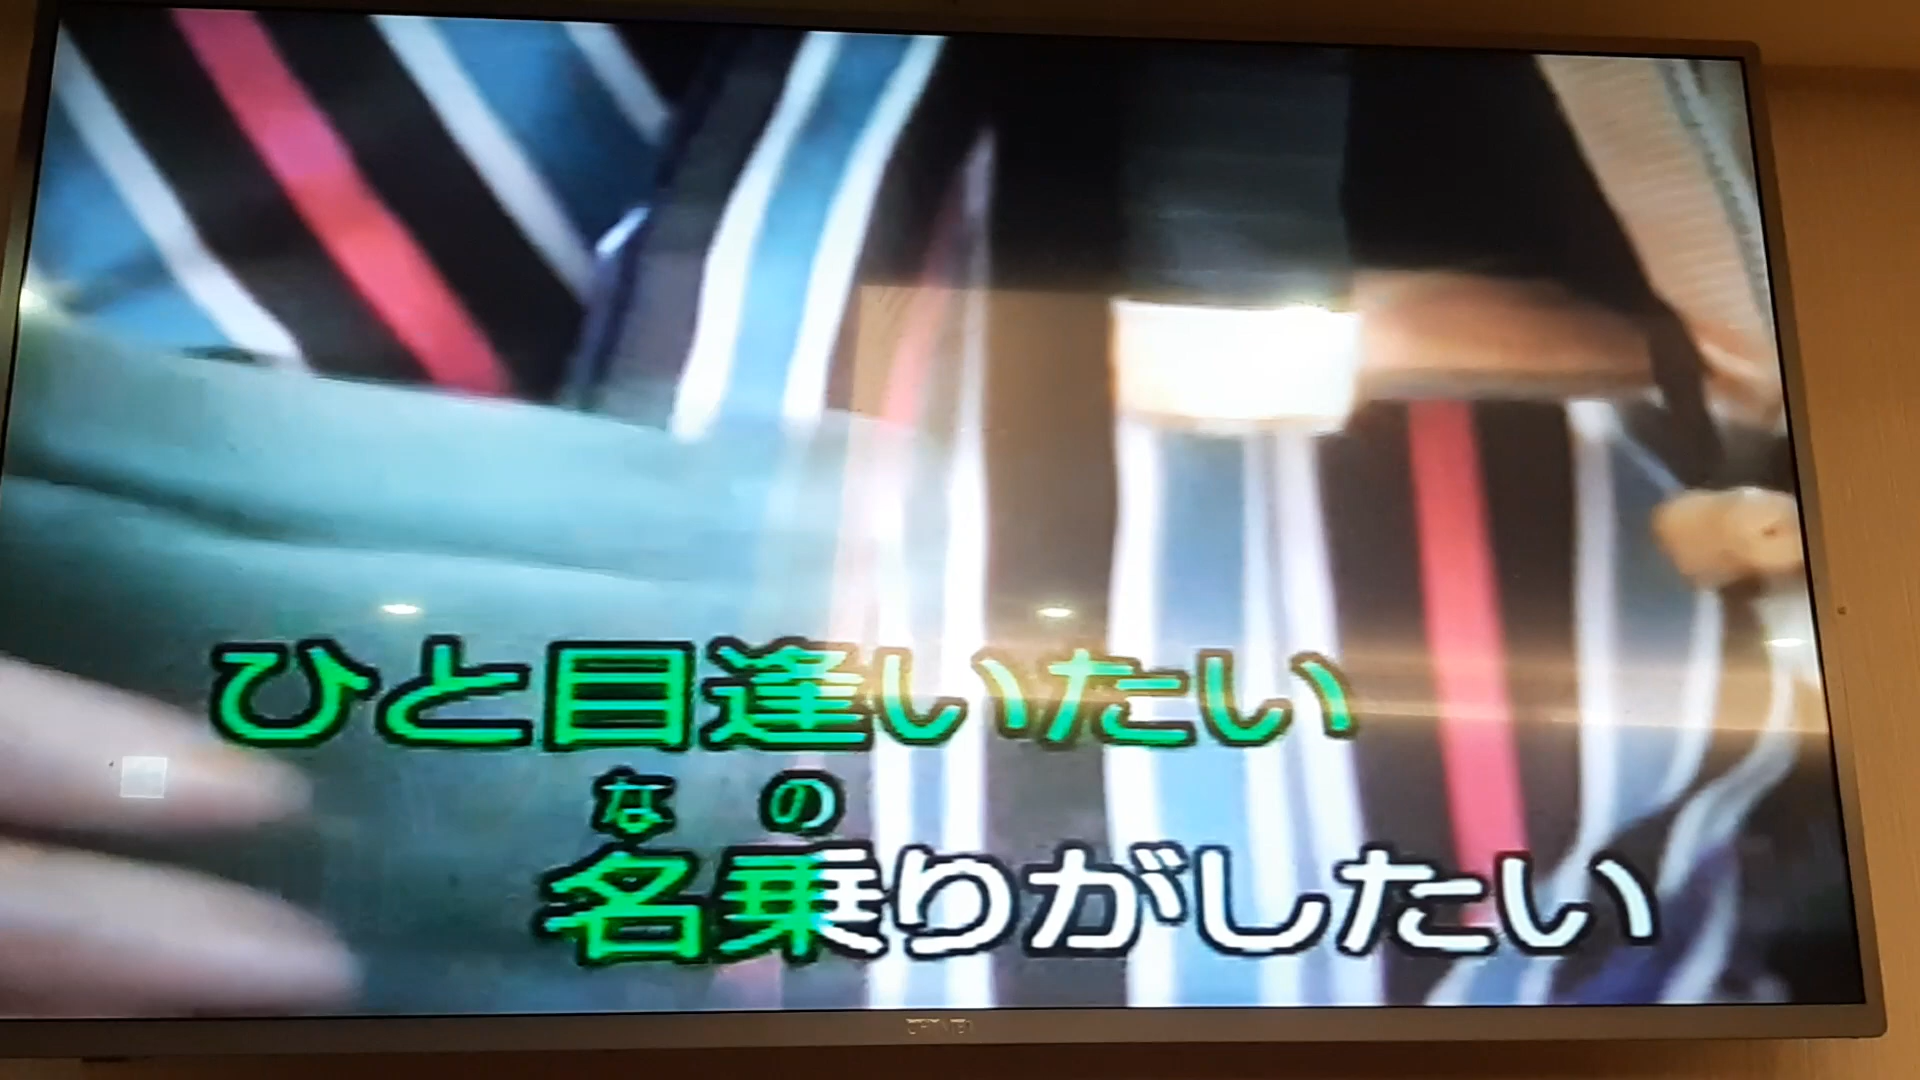 ひと目逢いたい
な の
名乗りがしたい